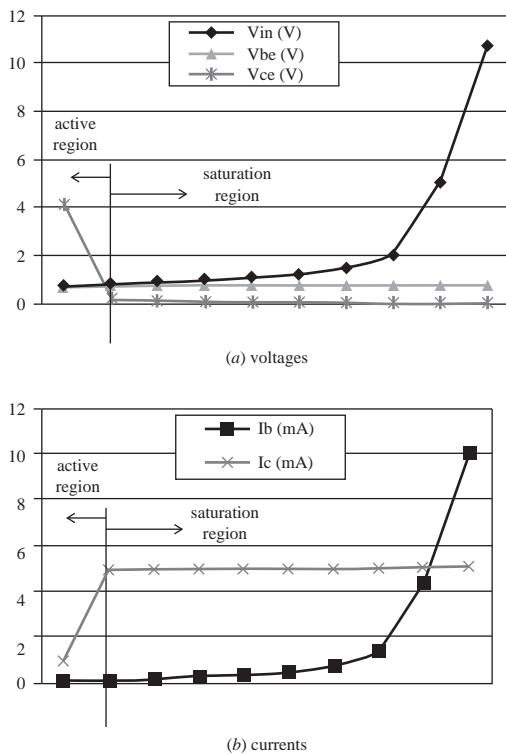 12
Vin (V)
Vbe (V)
Vce (V)
10
8
active
region
6
saturation
region
4
2
0
(a) voltages
12
Ib (mA)
Ic (mA)
10
active
region
8
saturation
region
6
4
2
0
(b) currents